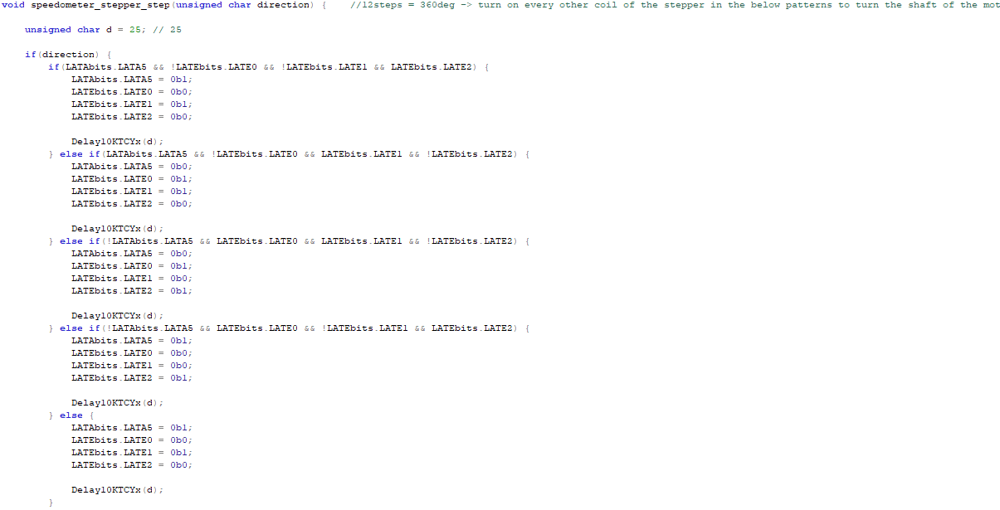 void speedometer_stepper_step(unsigned char direction) {    //12steps = 360deg -> turn on every other coil of the stepper in the below patterns to turn the shaft of the mot
    unsigned char d = 25; // 25
    if(direction) {
        if(LATAbits.LATA5 && !LATEbits.LATE0 && !LATEbits.LATE1 && LATEbits.LATE2) {
            LATAbits.LATA5 = 0b1;
            LATEbits.LATE0 = 0b0;
            LATEbits.LATE1 = 0b1;
            LATEbits.LATE2 = 0b0;
            Delay10KTCYx(d);
        } else if(LATAbits.LATA5 && !LATEbits.LATE0 && LATEbits.LATE1 && !LATEbits.LATE2) {
            LATAbits.LATA5 = 0b0;
            LATEbits.LATE0 = 0b1;
            LATEbits.LATE1 = 0b1;
            LATEbits.LATE2 = 0b0;
            Delay10KTCYx(d);
        } else if(!LATAbits.LATA5 && LATEbits.LATE0 && LATEbits.LATE1 && !LATEbits.LATE2) {
            LATAbits.LATA5 = 0b0;
            LATEbits.LATE0 = 0b1;
            LATEbits.LATE1 = 0b0;
            LATEbits.LATE2 = 0b1;
            Delay10KTCYx(d);
        } else if(!LATAbits.LATA5 && LATEbits.LATE0 && !LATEbits.LATE1 && LATEbits.LATE2) {
            LATAbits.LATA5 = 0b1;
            LATEbits.LATE0 = 0b0;
            LATEbits.LATE1 = 0b0;
            LATEbits.LATE2 = 0b1;
            Delay10KTCYx(d);
        } else {
            LATAbits.LATA5 = 0b1;
            LATEbits.LATE0 = 0b0;
            LATEbits.LATE1 = 0b1;
            LATEbits.LATE2 = 0b0;
            Delay10KTCYx(d);
        }